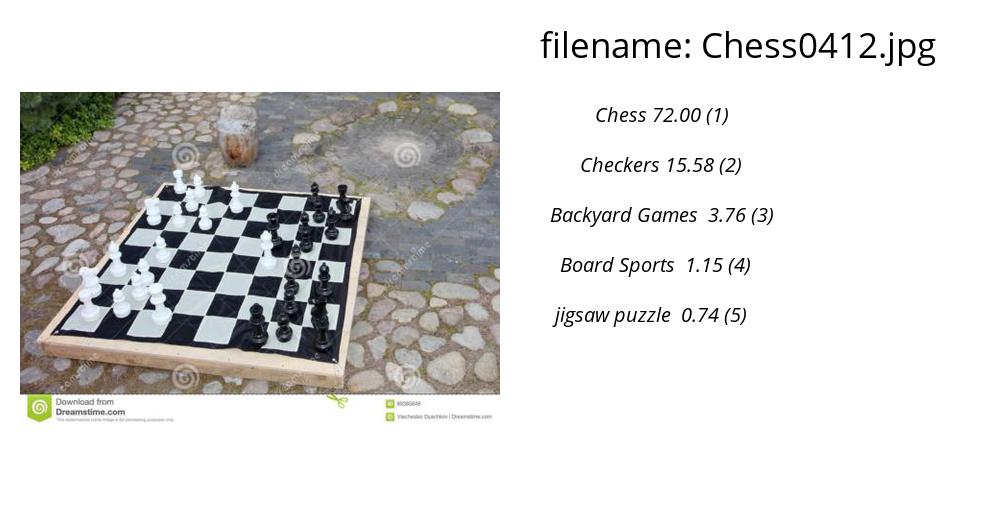 filename: Chess0412.jpg
Chess 72.00 (1)
Checkers 15.58 (2)
Backyard Games 3.76 (3)
Board Sports 1.15 (4)
jigsaw puzzle 0.74 (5)
Download from
Dreamstime.com
This watermarked comp image is for previewing purposes only.
Viacheslav Dyachkov | Dreamstime.com